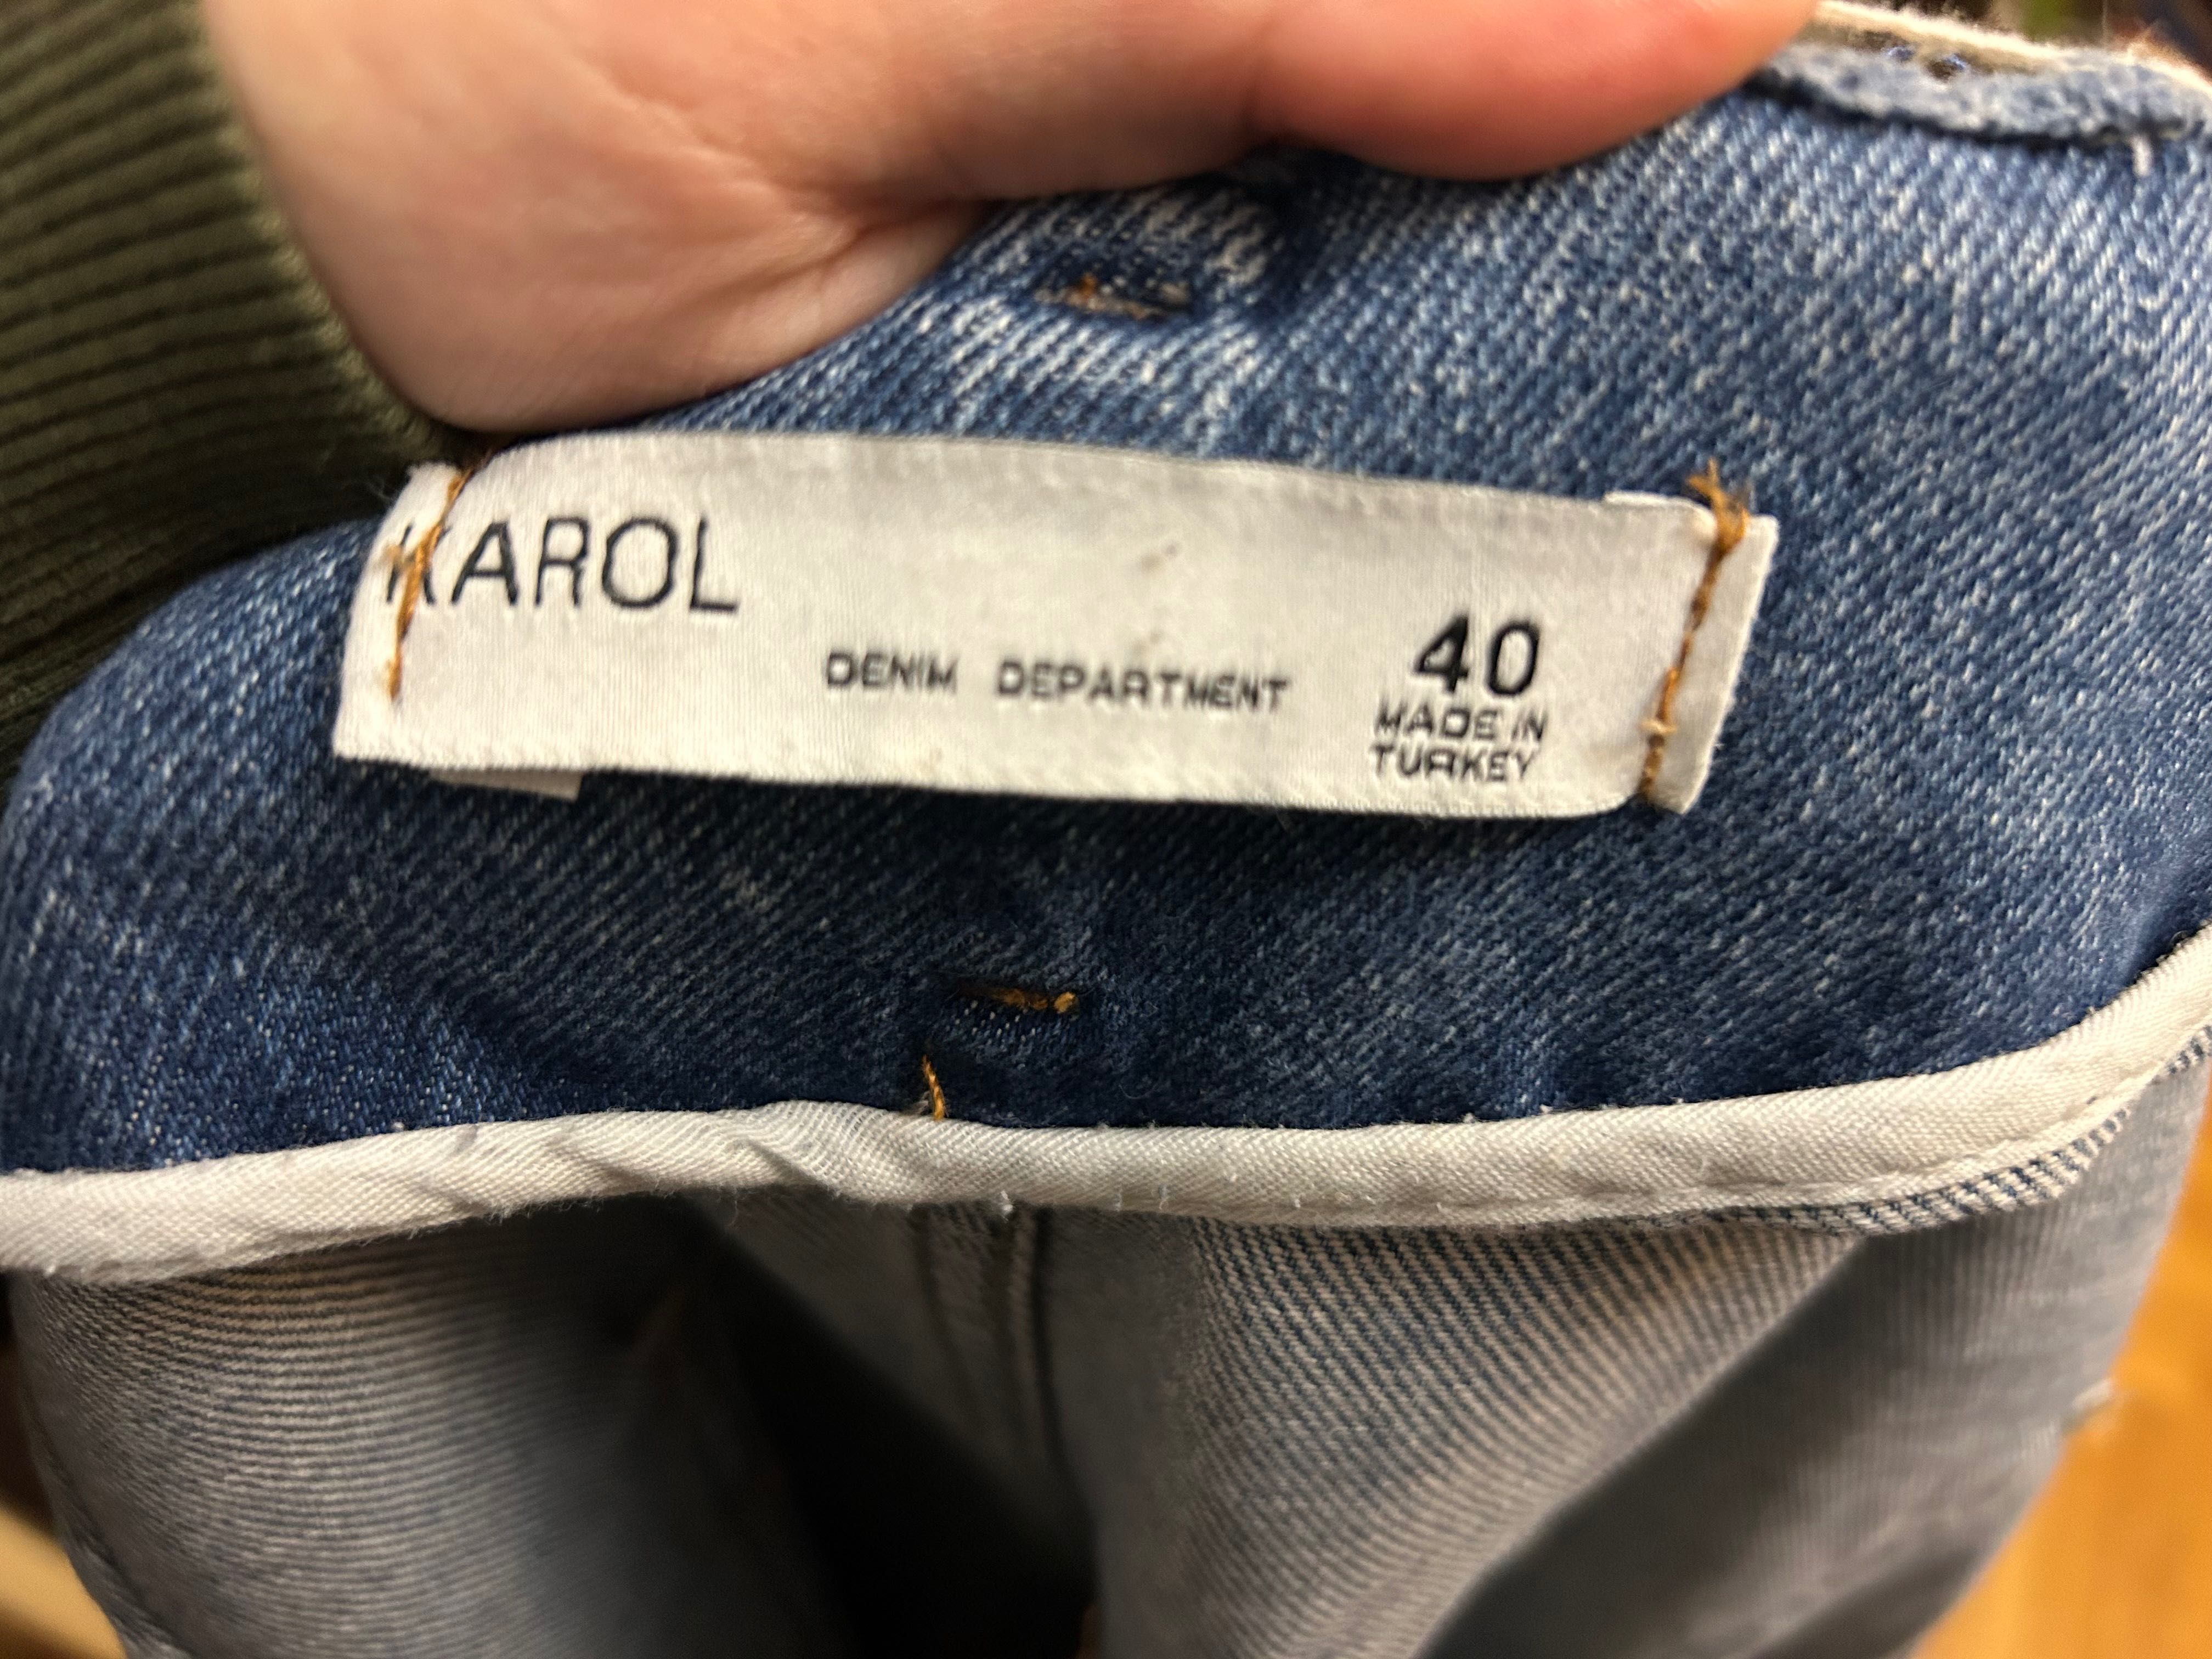 KAROL
DENIM DEPARTMENT
40
MADE IN
TURKEY